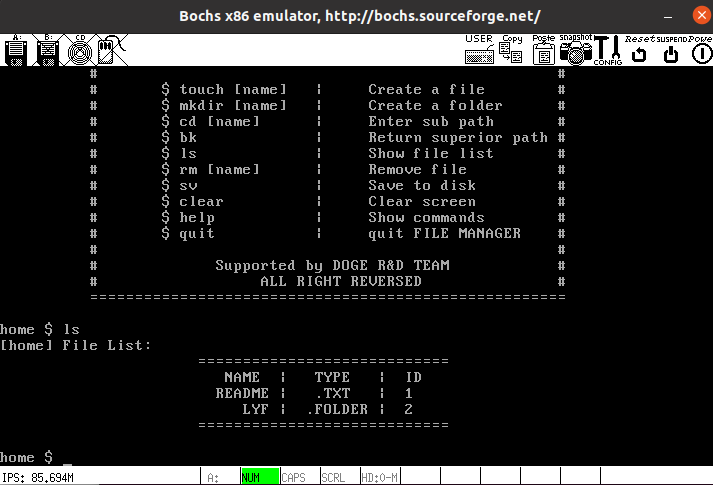 Bochs x86 emulator, http://bochs.sourceforge.net/
A: B: CD USER Copy Paste snapshot CONFIG Reset SUSPEND Power
# #
# $ touch [name] ¦ Create a file #
# $ mkdir [name] ¦ Create a folder #
# $ cd [name] ¦ Enter sub path #
# $ bk ¦ Return superior path #
# $ ls ¦ Show file list #
# $ rm [name] ¦ Remove file #
# $ sv ¦ Save to disk #
# $ clear ¦ Clear screen #
# $ help ¦ Show commands #
# $ quit ¦ quit FILE MANAGER #
# #
# Supported by DOGE R&D TEAM #
# ALL RIGHT REVERSED #
=====================================================
home $ ls
[home] File List:
============================
NAME ¦ TYPE ¦ ID
README ¦ .TXT ¦ 1
LYF ¦ .FOLDER ¦ 2
============================
home $ _
IPS: 85.694M A: NUM CAPS SCRL HD:0-M